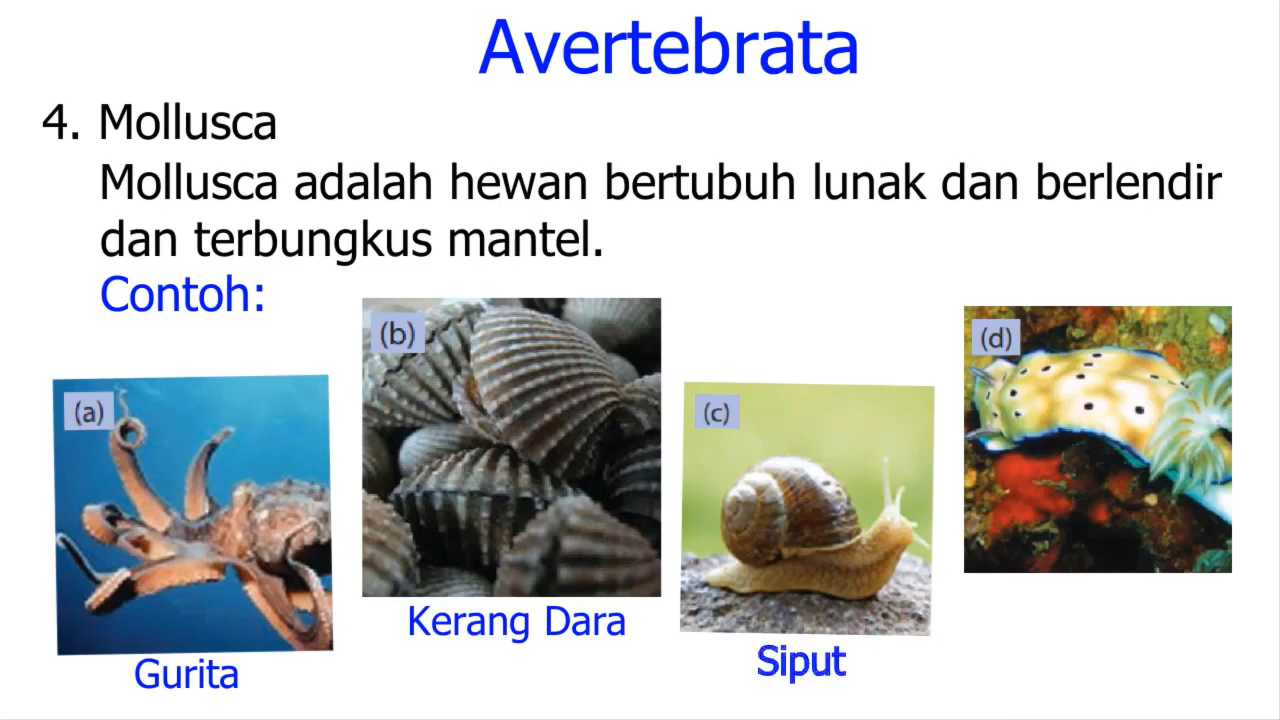 Avertebrata
4. Mollusca
Mollusca adalah hewan bertubuh lunak dan berlendir
dan terbungkus mantel.
Contoh:
(a)
Gurita
(b)
Kerang Dara
(c)
Siput
(d)